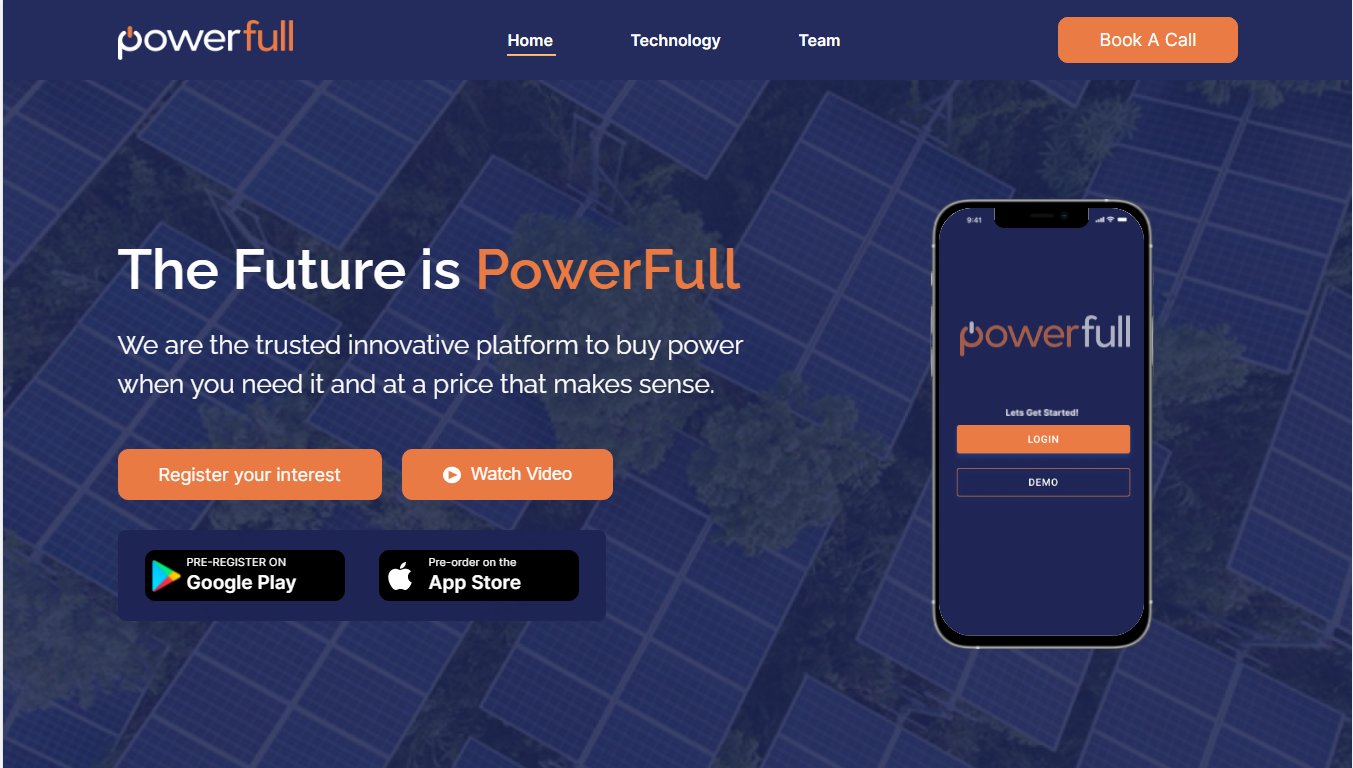 powerfull
Home
Technology
Team
Book A Call
The Future is PowerFull
We are the trusted innovative platform to buy power
when you need it and at a price that makes sense.
Register your interest
Watch Video
PRE-REGISTER ON
Google Play
Pre-order on the
App Store
9:41
powerfull
Lets Get Started!
LOGIN
DEMO